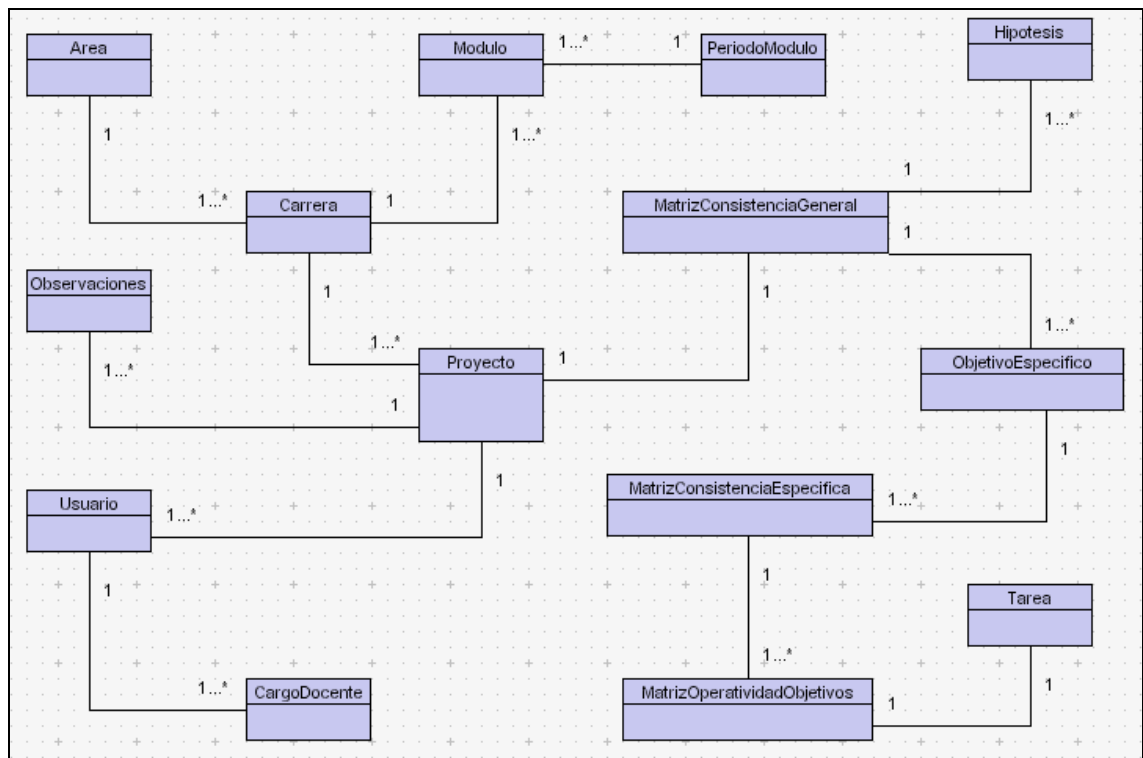 Hipotesis
Area
Modulo
1...*
1
PeriodoModulo
1
1...*
1...*
1
1...*
Carrera
1
MatrizConsistenciaGeneral
1
Observaciones
1
1
1...*
1...*
1...*
Proyecto
1
ObjetivoEspecifico
1
1
1
MatrizConsistenciaEspecifica
Usuario
1...*
1...*
1
1
Tarea
1...*
1...*
CargoDocente
MatrizOperatividadObjetivos
1
1